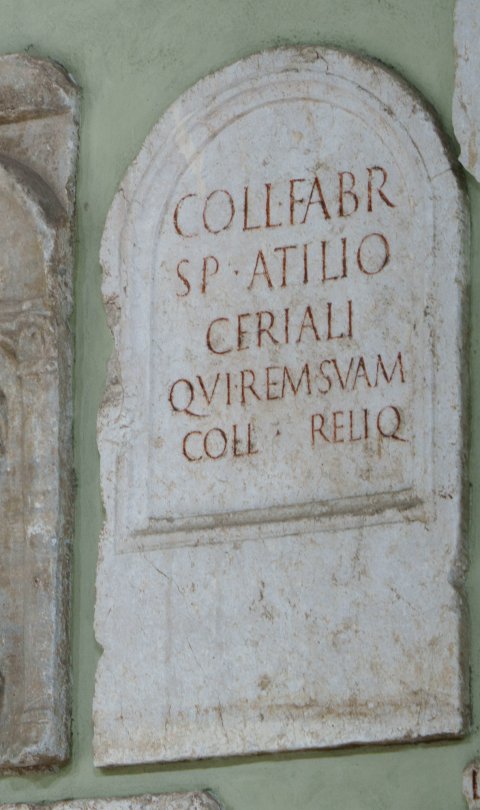 COLL FABR
SP · ATILIO
CERIALI
QVI·REM SVAM
COLL · RELIQ